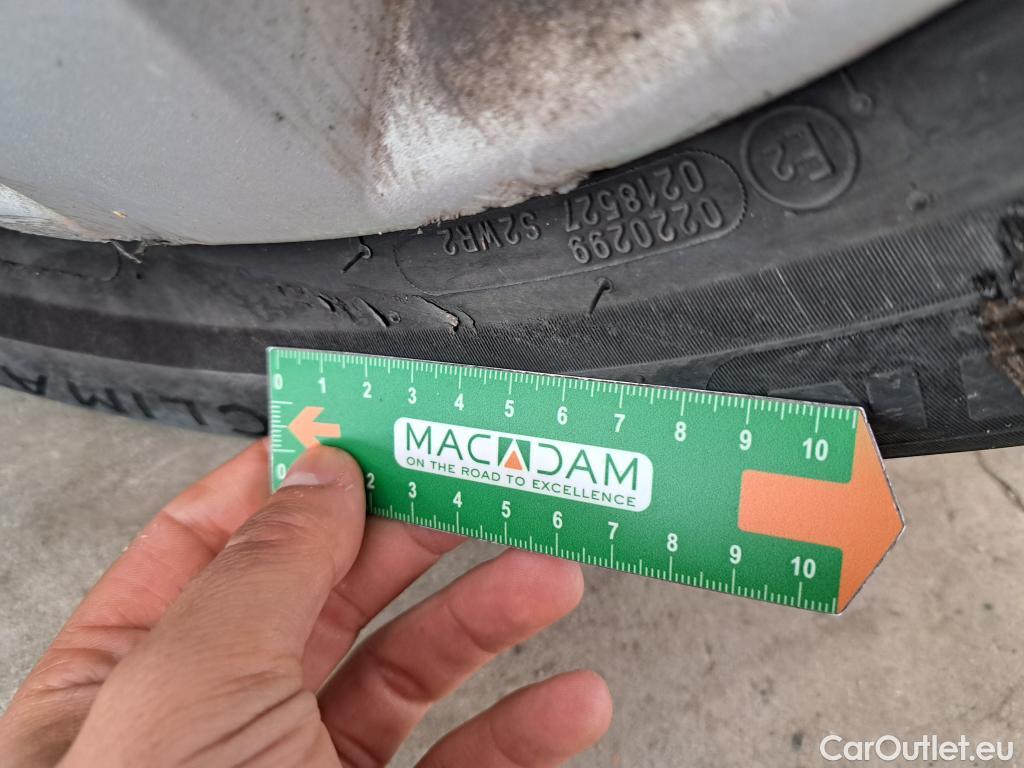 E2
0220299
0218527 S2WR2
CLIMA
0 1 2 3 4 5 6 7 8 9 10
MACADAM
ON THE ROAD TO EXCELLENCE
0 2 3 4 5 6 7 8 9 10
CarOutlet.eu